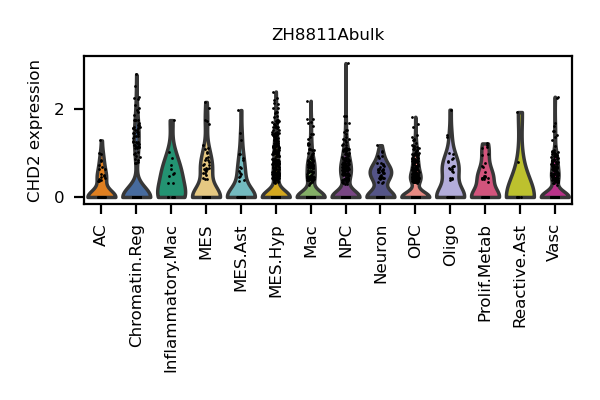 ZH8811Abulk
CHD2 expression
2
0
AC
Chromatin.Reg
Inflammatory.Mac
MES
MES.Ast
MES.Hyp
Mac
NPC
Neuron
OPC
Oligo
Prolif.Metab
Reactive.Ast
Vasc